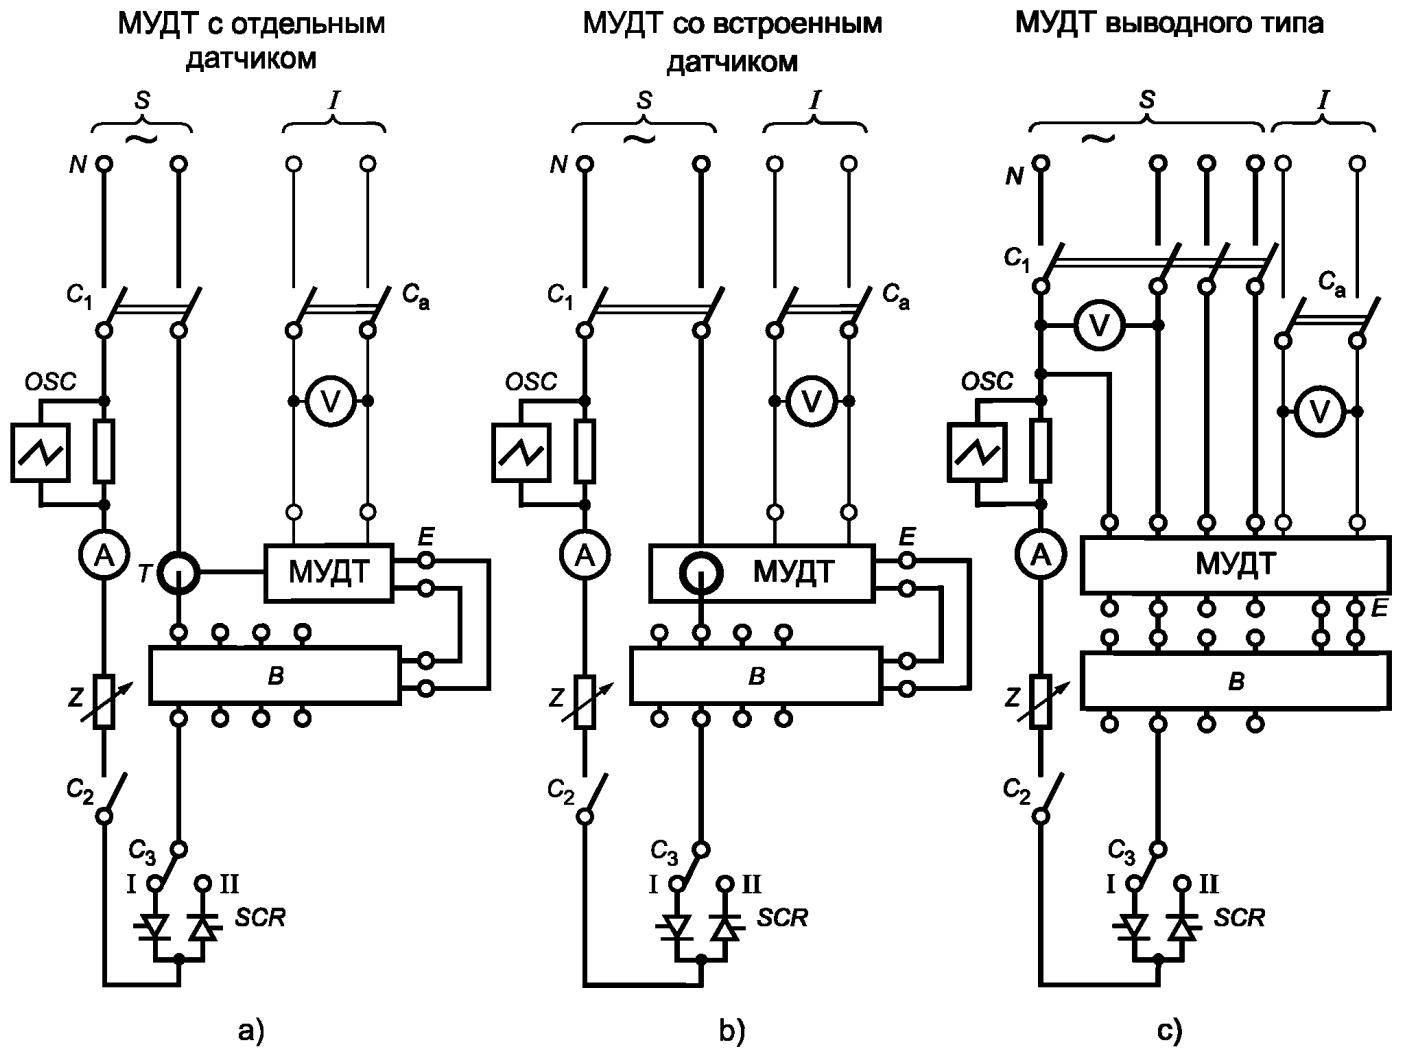 МУДТ с отдельным
датчиком
S
I
N
C1
Ca
OSC
V
A
T
МУДТ
E
B
Z
C2
C3
I
II
SCR
a)
МУДТ со встроенным
датчиком
S
I
N
C1
Ca
OSC
V
A
МУДТ
E
B
Z
C2
C3
I
II
SCR
b)
МУДТ выводного типа
S
I
N
C1
Ca
V
OSC
V
A
МУДТ
E
B
Z
C2
C3
I
II
SCR
c)